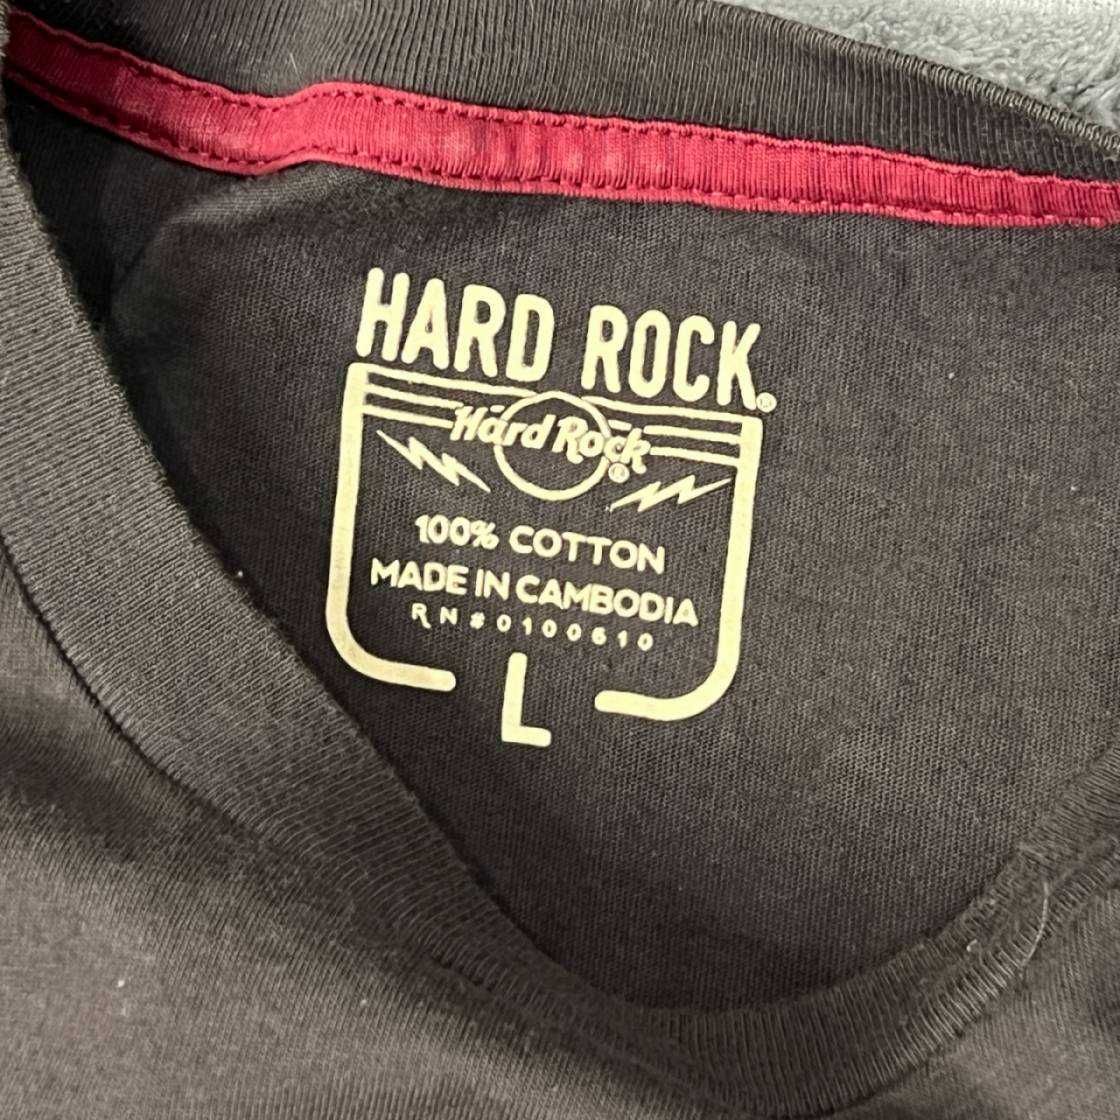 HARD ROCK®
Hard Rock®
100% COTTON
MADE IN CAMBODIA
RN#0100610
L